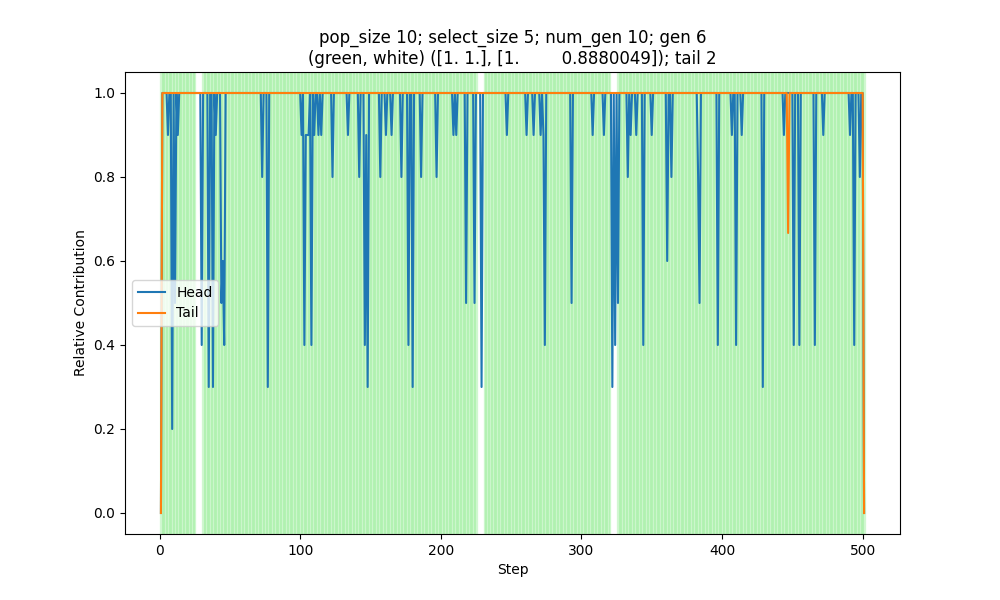 pop_size 10; select_size 5; num_gen 10; gen 6
(green, white) ([1. 1.], [1.        0.8880049]); tail 2
1.0
0.8
0.6
0.4
0.2
0.0
Relative Contribution
Head
Tail
0
100
200
300
400
500
Step